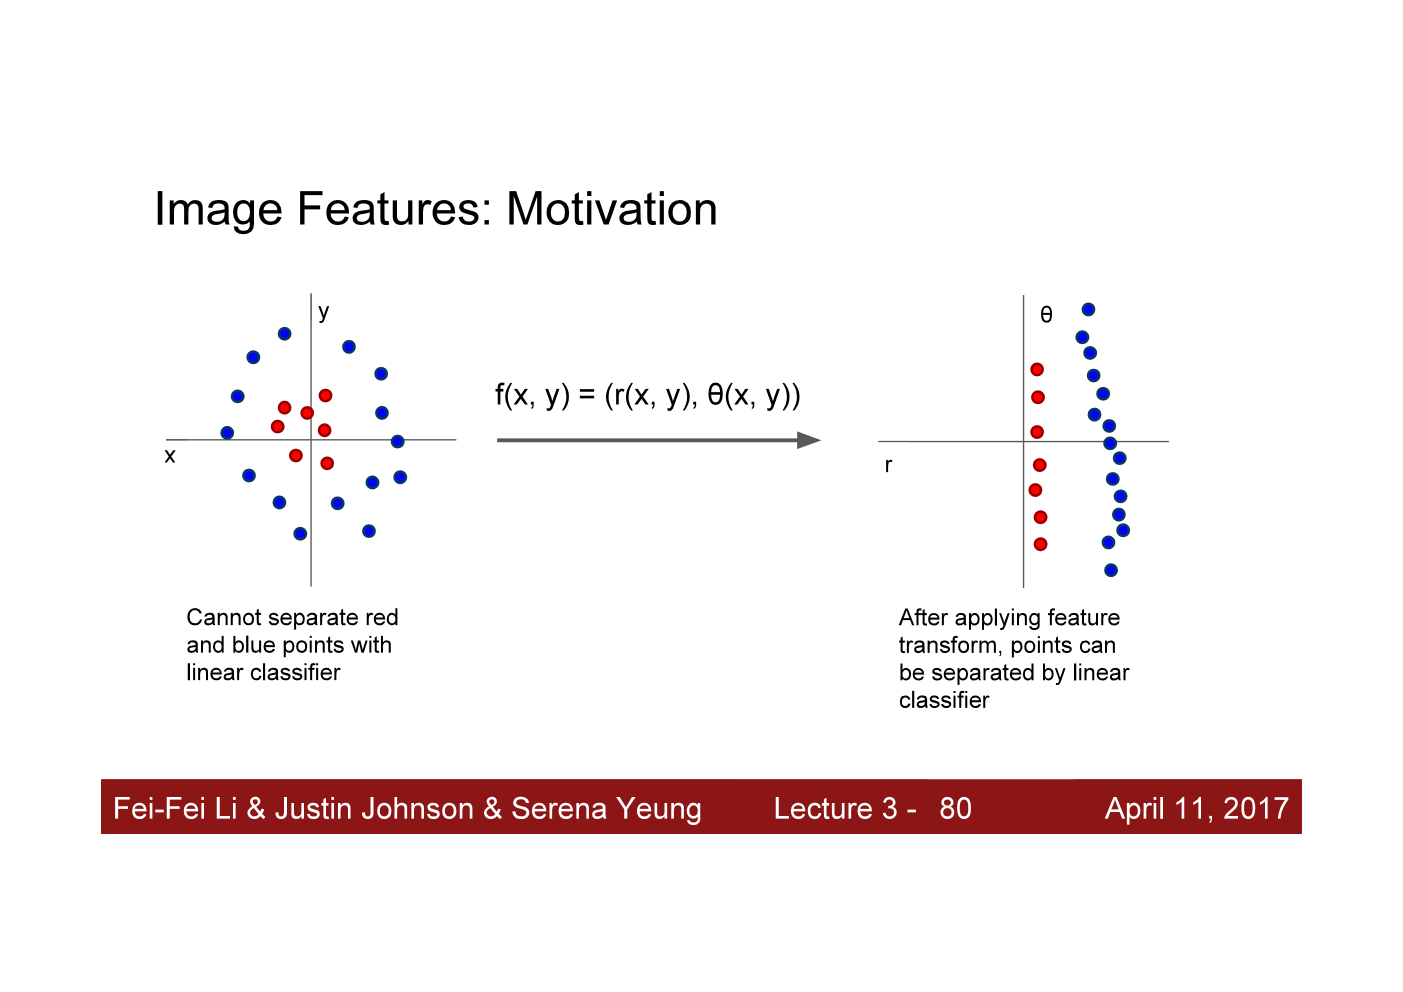 Image Features: Motivation
y
x
f(x, y) = (r(x, y), θ(x, y))
θ
r
Cannot separate red
and blue points with
linear classifier
After applying feature
transform, points can
be separated by linear
classifier
Fei-Fei Li & Justin Johnson & Serena Yeung Lecture 3 - 80 April 11, 2017